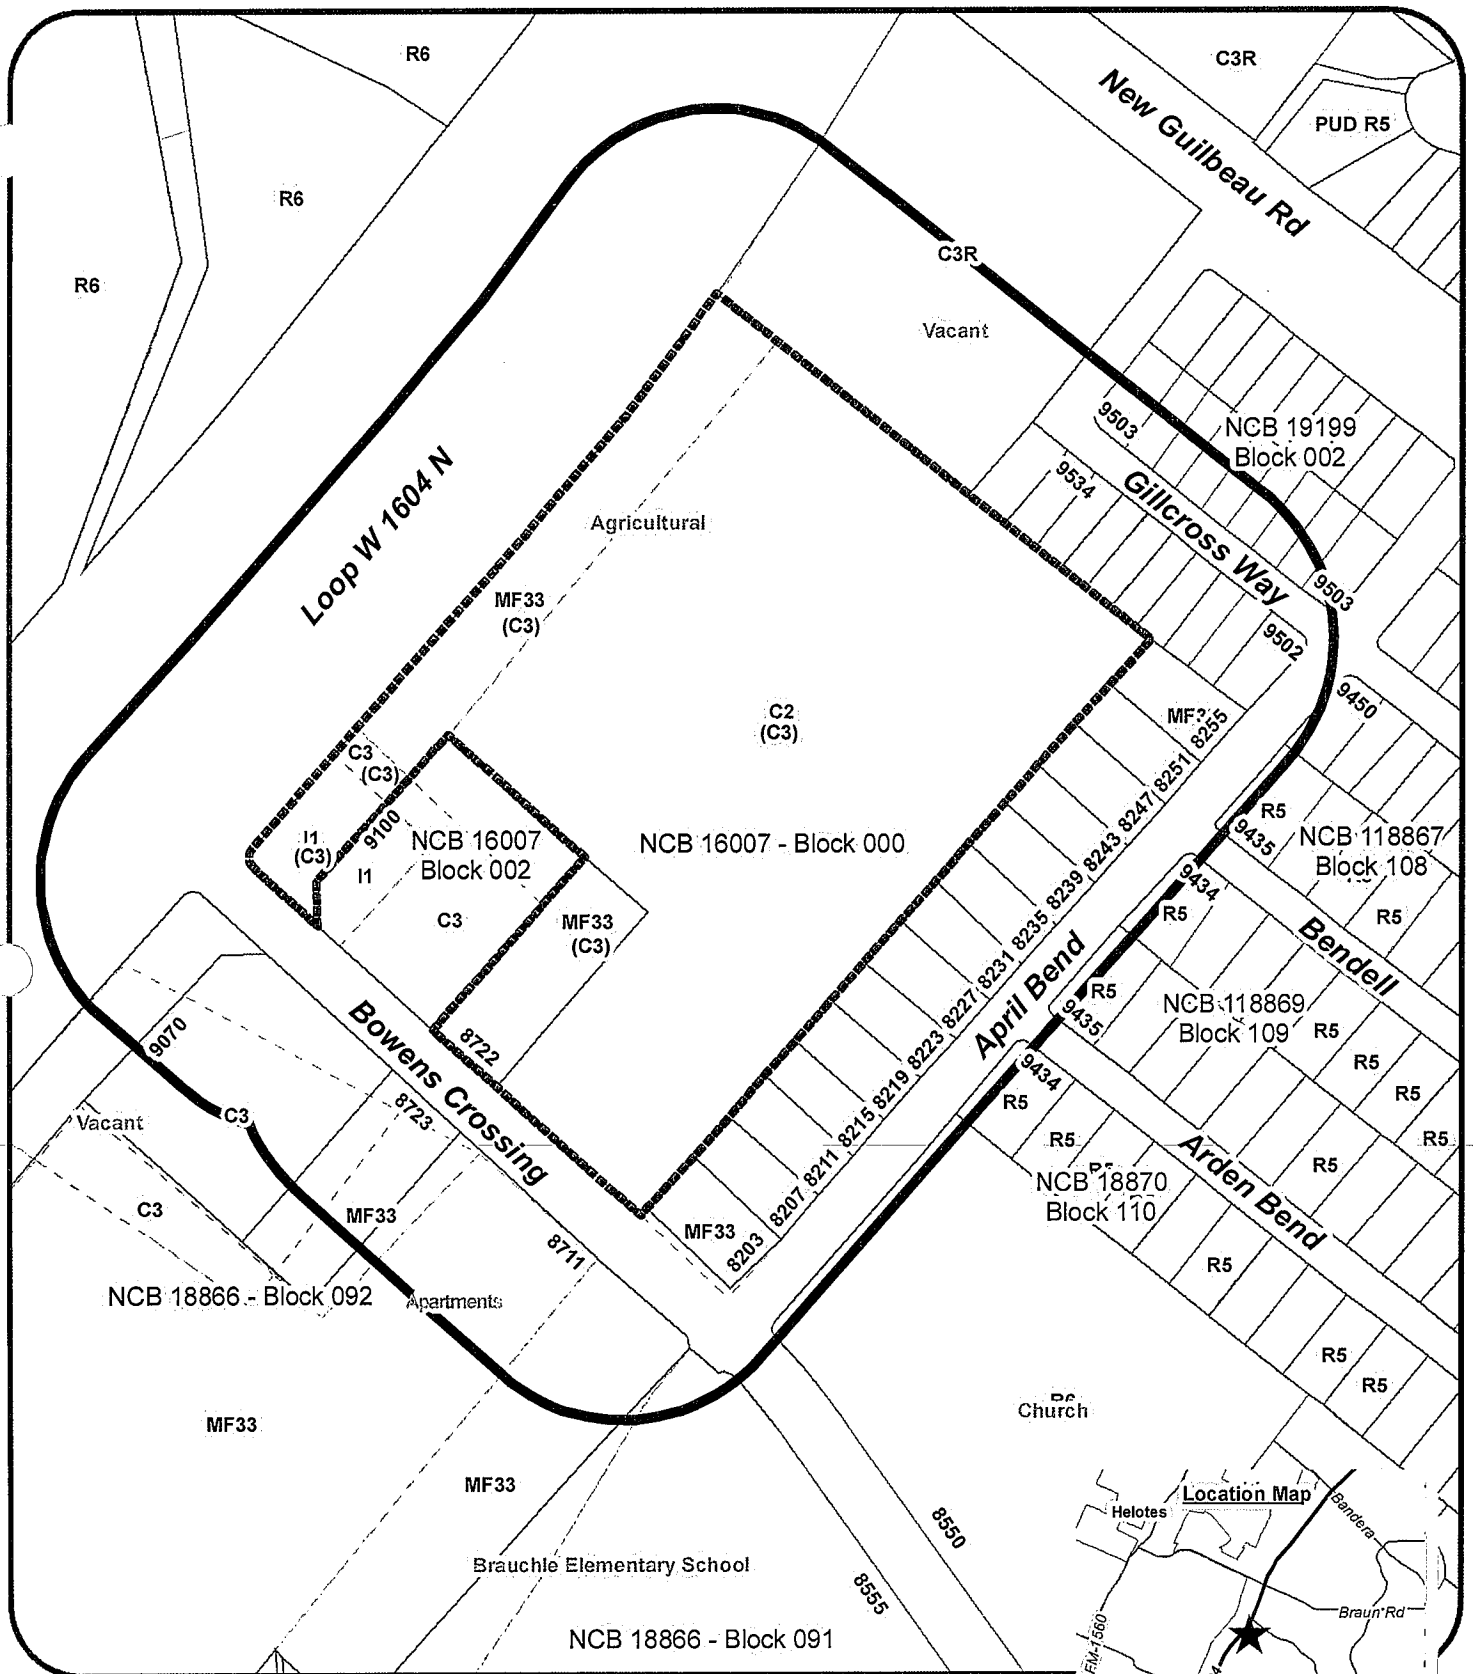 R6
C3R
New Guilbeau Rd
PUD R5
R6
R6
C3R
Vacant
9503
NCB 19199
Block 002
9534
Gillcross Way
Loop W 1604 N
Agricultural
9503
MF33
(C3)
9502
9450
C2
(C3)
8255
8251
8247
8243
8239
8235
8231
8227
8223
8219
8215
8211
8207
8203
C3
(C3)
R5
9435
NCB 118867
Block 108
9100
I1
(C3)
I1
NCB 16007
Block 002
NCB 16007 - Block 000
9434
C3
MF33
(C3)
R5
R5
Bendell
April Bend
R5
9435
NCB 118869
Block 109
R5
Bowens Crossing
8722
9070
9434
R5
R5
R5
8723
C3
Vacant
R5
R5
Arden Bend
R5
NCB 18870
Block 110
R5
C3
MF33
MF33
8711
R5
NCB 18866 - Block 092
Apartments
R5
R5
MF33
Church
MF33
Location Map
Helotes
Bandera
8550
Brauchle Elementary School
8555
Braun Rd
FM-1560
NCB 18866 - Block 091